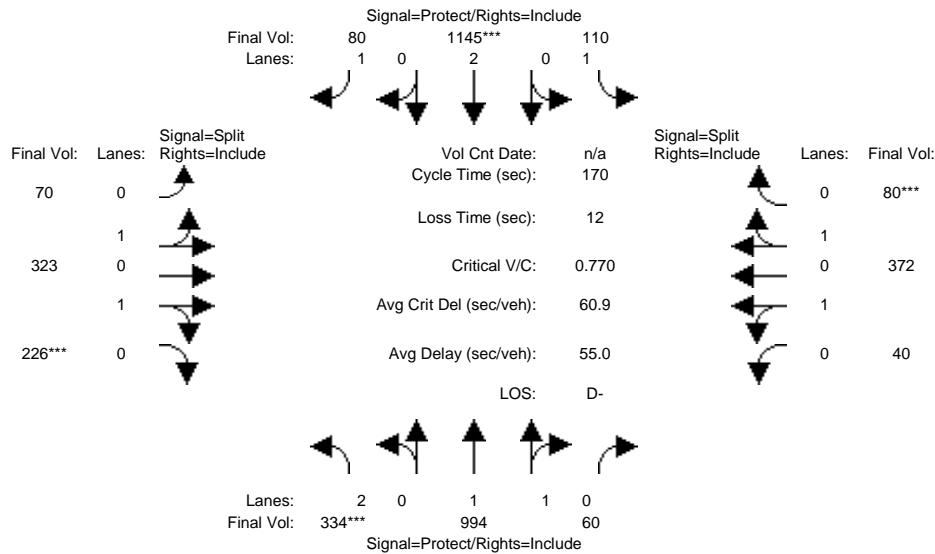 Signal=Protect/Rights=Include
Final Vol: 80 1145*** 110
Lanes: 1 0 2 0 1
Signal=Split
Final Vol: Lanes: Rights=Include
Vol Cnt Date: n/a
Signal=Split
Rights=Include Lanes: Final Vol:
Cycle Time (sec): 170
70 0
0 80***
Loss Time (sec): 12
1
1
323 0
Critical V/C: 0.770
0 372
1
Avg Crit Del (sec/veh): 60.9
1
226*** 0
Avg Delay (sec/veh): 55.0
0 40
LOS: D-
Lanes: 2 0 1 1 0
Final Vol: 334*** 994 60
Signal=Protect/Rights=Include